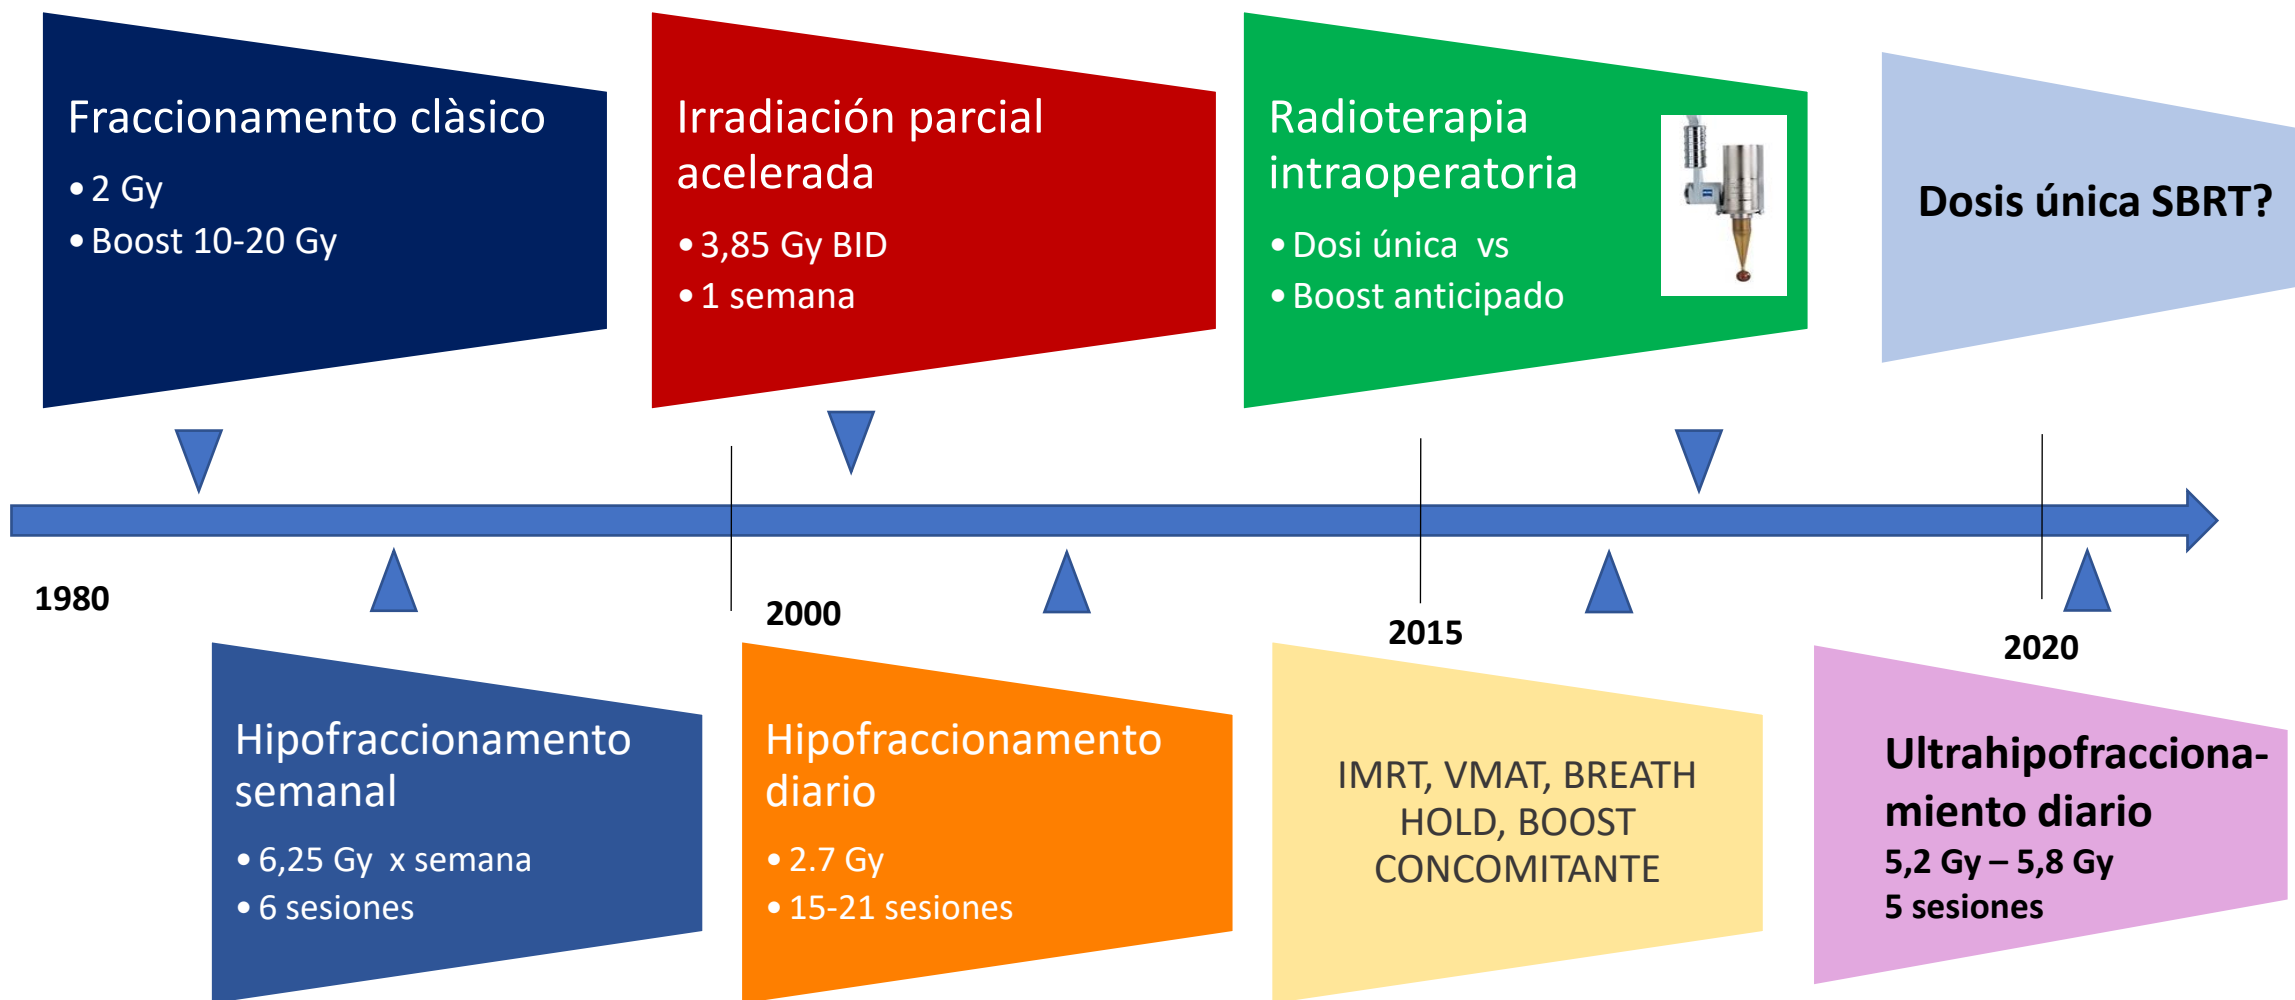 Fraccionamento clàsico
• 2 Gy
• Boost 10-20 Gy
Irradiación parcial
acelerada
• 3,85 Gy BID
• 1 semana
Radioterapia
intraoperatoria
• Dosi única vs
• Boost anticipado
Dosis única SBRT?
1980
2000
2015
2020
Hipofraccionamento
semanal
• 6,25 Gy x semana
• 6 sesiones
Hipofraccionamento
diario
• 2.7 Gy
• 15-21 sesiones
IMRT, VMAT, BREATH
HOLD, BOOST
CONCOMITANTE
Ultrahipofracciona-
miento diario
5,2 Gy – 5,8 Gy
5 sesiones